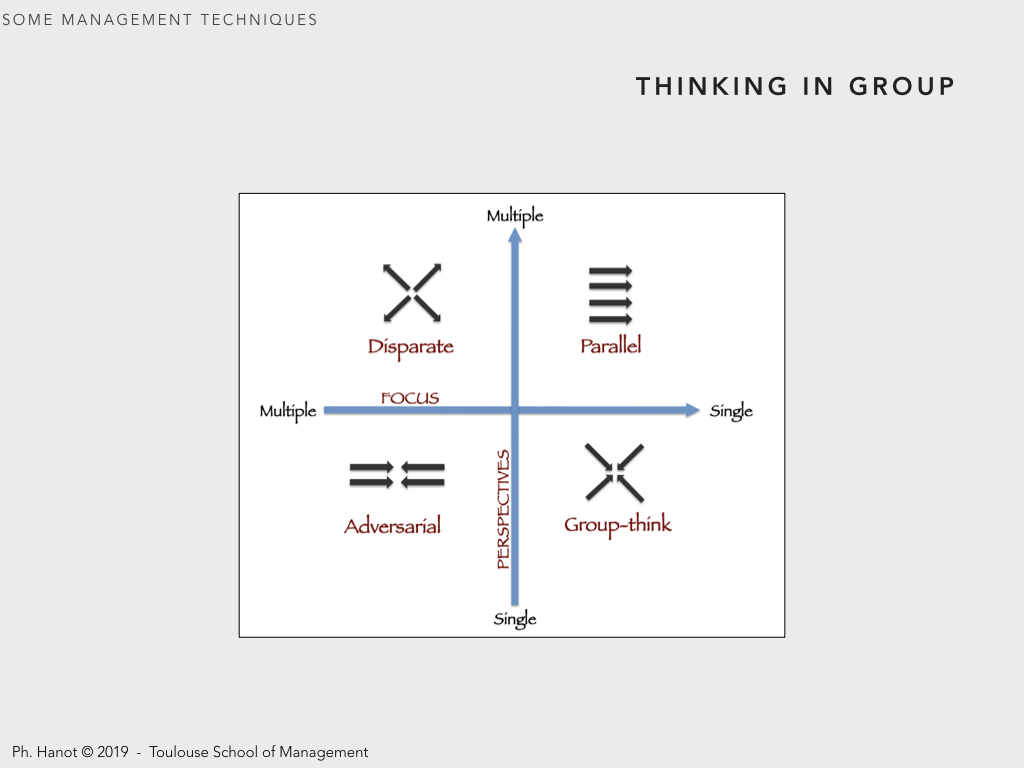 SOME MANAGEMENT TECHNIQUES
THINKING IN GROUP
Multiple
Disparate
Parallel
FOCUS
Multiple
Single
PERSPECTIVES
Adversarial
Group-think
Single
Ph. Hanot © 2019 - Toulouse School of Management